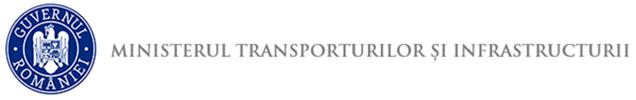 GUVERNUL
ROMÂNIEI
MINISTERUL TRANSPORTURILOR ȘI INFRASTRUCTURII